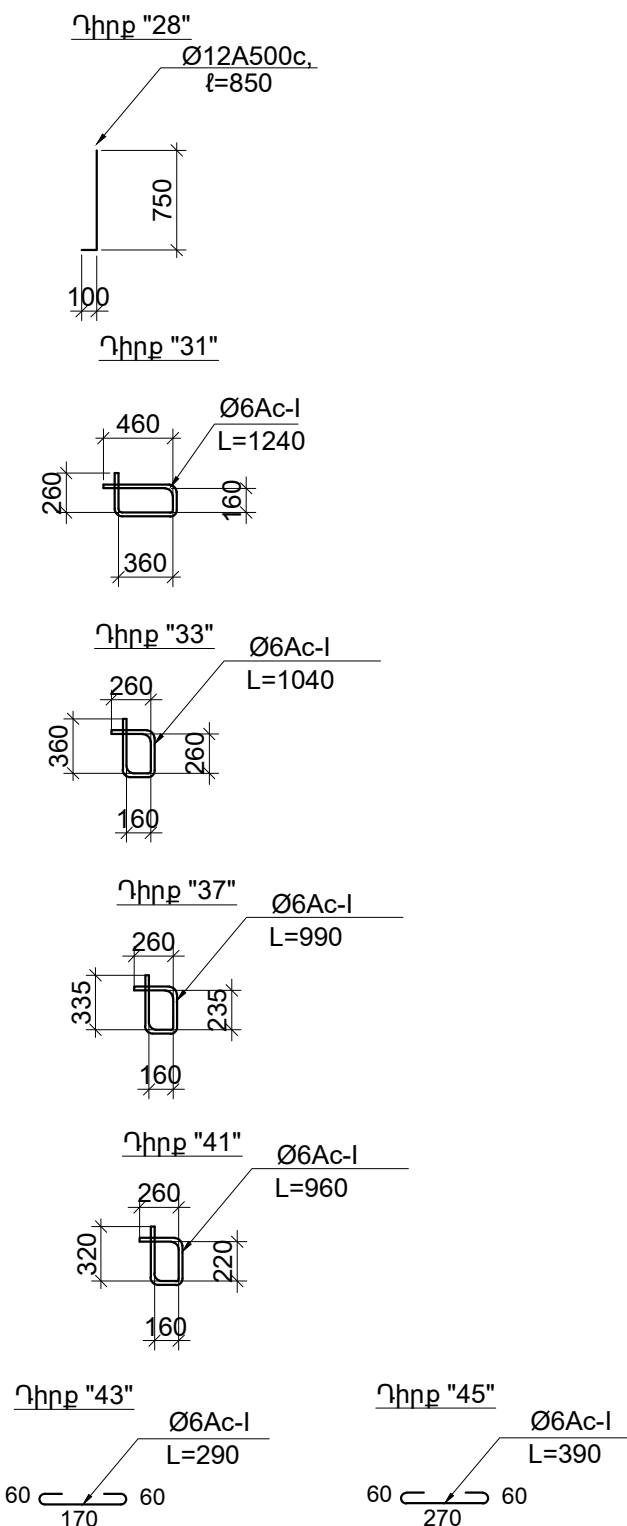 Դիրք "28"
Ø12A500c,
ℓ=850
750
100
Դիրք "31"
Ø6Ac-I
460
L=1240
260
160
360
Դիրք "33"
Ø6Ac-I
260
L=1040
360
260
160
Դիրք "37"
Ø6Ac-I
260
L=990
335
235
160
Դիրք "41"
Ø6Ac-I
260
L=960
320
220
160
Դիրք "43"
Ø6Ac-I
L=290
60 60
170
Դիրք "45"
Ø6Ac-I
L=390
60 60
270